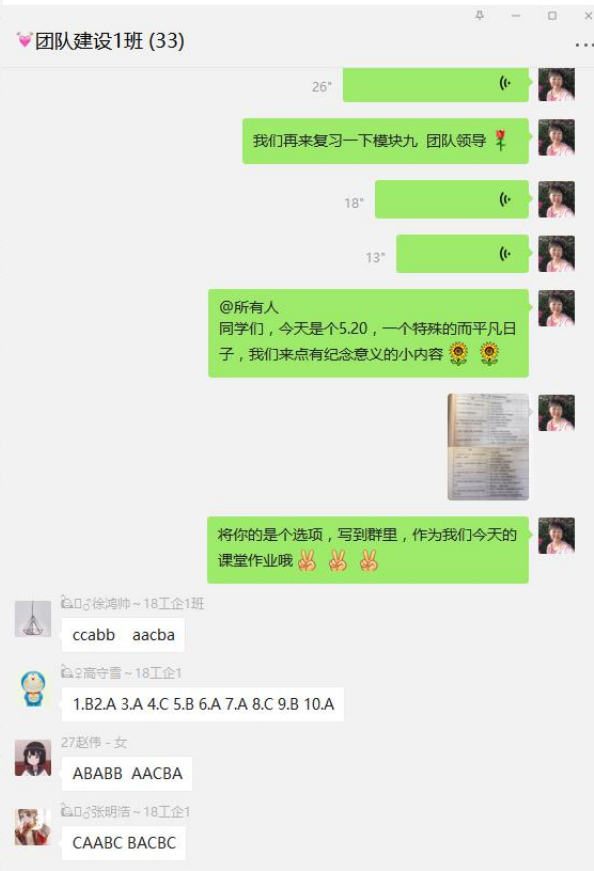 团队建设1班 (33)
26"
我们再来复习一下模块九 团队领导
18"
13"
@所有人
同学们，今天是个5.20，一个特殊的而平凡日
子，我们来点有纪念意义的小内容
将你的是个选项，写到群里，作为我们今天的
课堂作业哦
徐鸿帅～18工企1班
ccabb aacba
高守雪～18工企1
1.B2.A 3.A 4.C 5.B 6.A 7.A 8.C 9.B 10.A
27赵伟 - 女
ABABB AACBA
张明浩～18工企1
CAABC BACBC